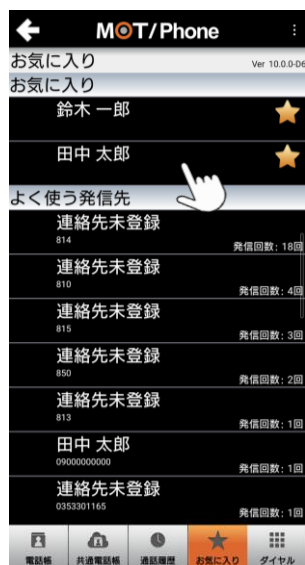 MOT/Phone
お気に入り
Ver 10.0.0-D6
お気に入り
鈴木 一郎
田中 太郎
よく使う発信先
連絡先未登録
814
発信回数: 18回
連絡先未登録
810
発信回数: 4回
連絡先未登録
815
発信回数: 3回
連絡先未登録
850
発信回数: 2回
連絡先未登録
813
発信回数: 1回
田中 太郎
09000000000
発信回数: 1回
連絡先未登録
0353301165
発信回数: 1回
電話帳 共通電話帳 通話履歴 お気に入り ダイヤル